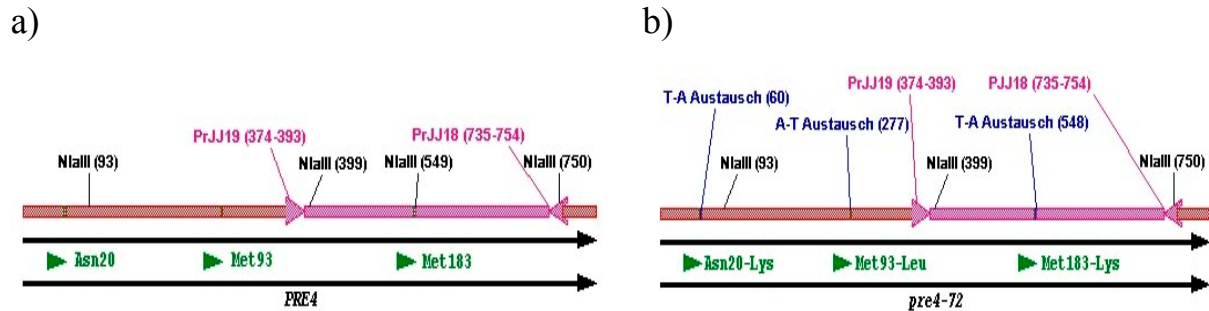 a)
PrJJ19 (374-393)
PrJJ18 (735-754)
NlaIII (93)
NlaIII (399)
NlaIII (549)
NlaIII (750)
Asn20
Met93
Met183
PRE4
b)
PrJJ19 (374-393)
PJJ18 (735-754)
T-A Austausch (60)
A-T Austausch (277)
T-A Austausch (548)
NlaIII (93)
NlaIII (399)
NlaIII (750)
Asn20-Lys
Met93-Leu
Met183-Lys
pre4-72